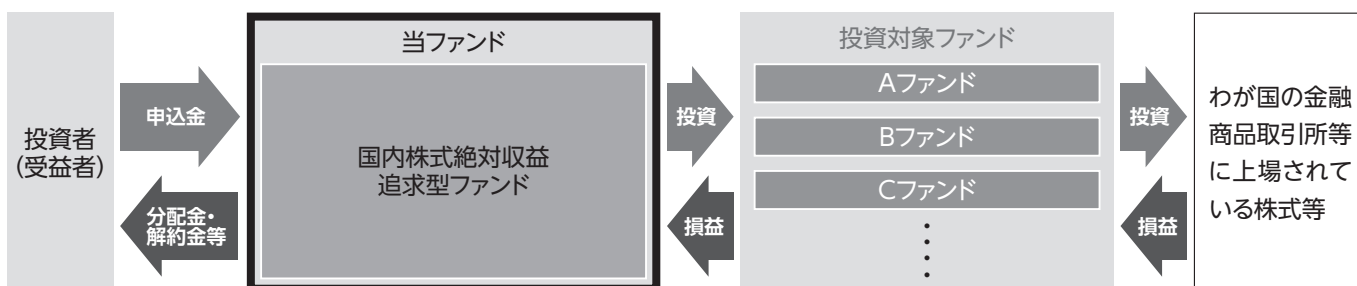 投資者
(受益者)
申込金
分配金・
解約金等
当ファンド
国内株式絶対収益
追求型ファンド
投資
損益
投資対象ファンド
Aファンド
Bファンド
Cファンド
投資
損益
わが国の金融
商品取引所等
に上場されて
いる株式等